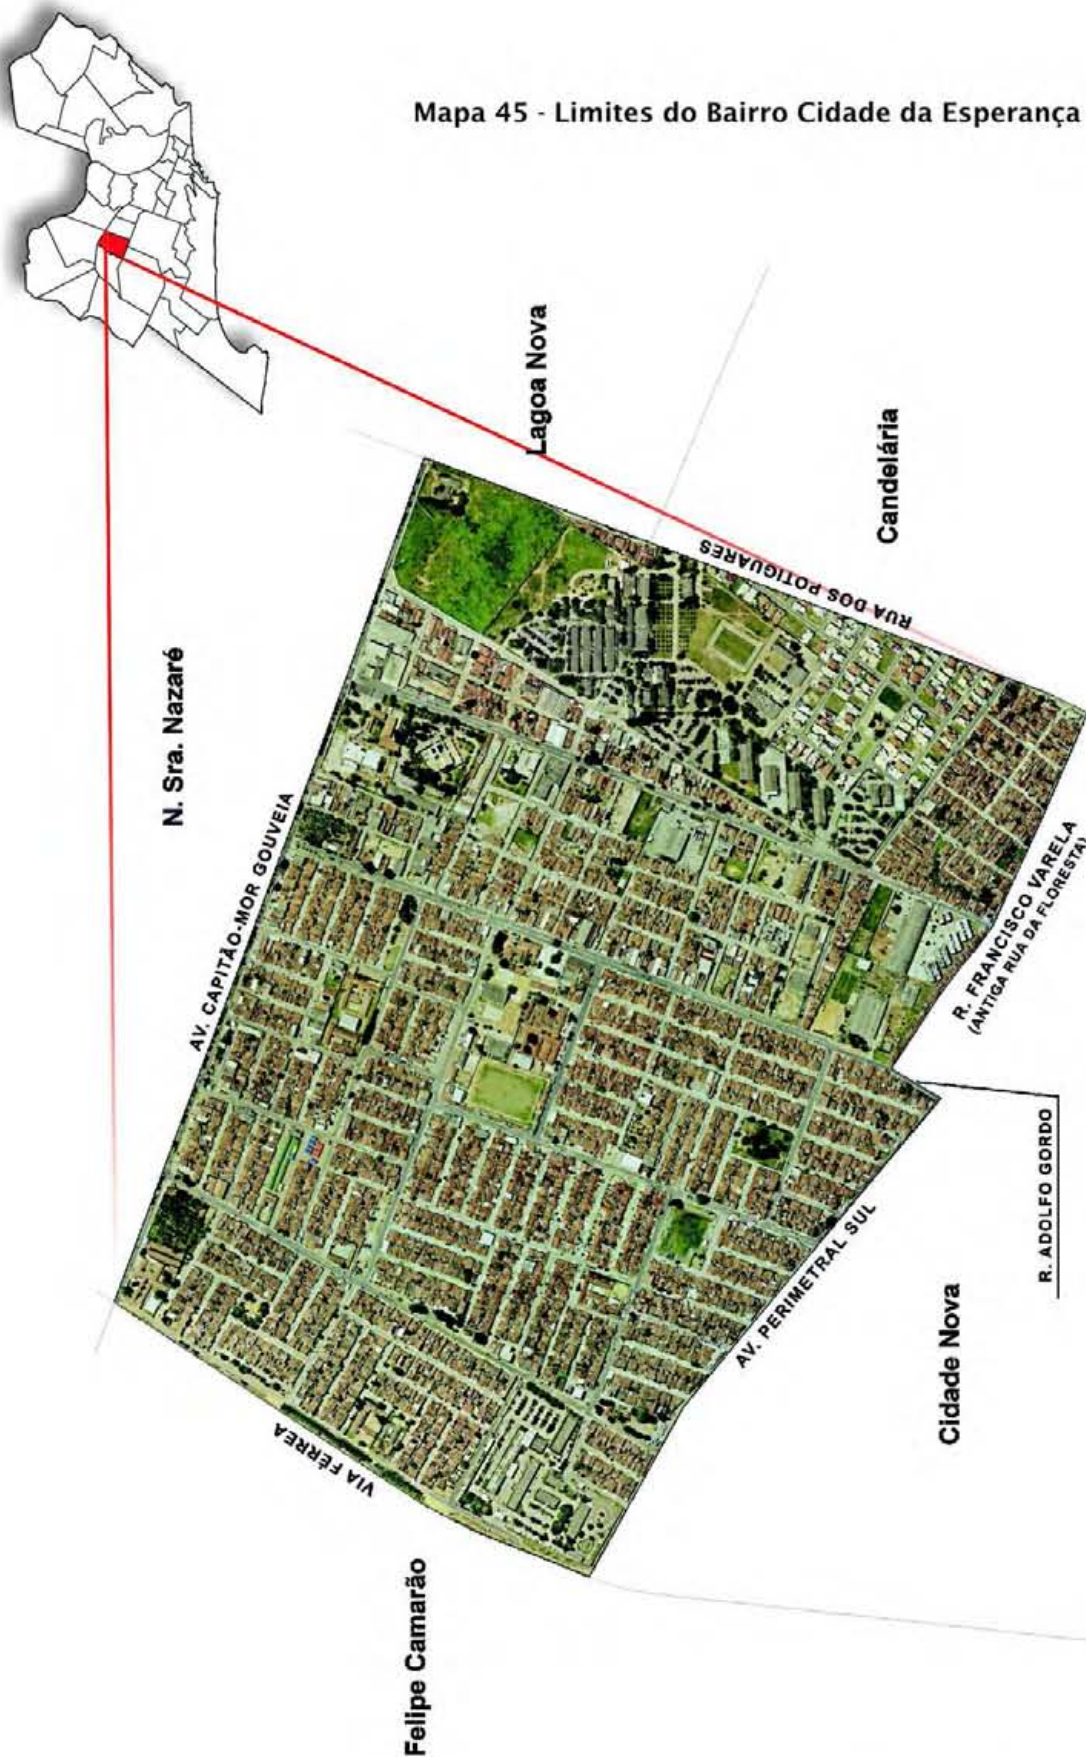 Mapa 45 - Limites do Bairro Cidade da Esperança
Lagoa Nova
Candelária
N. Sra. Nazaré
RUA DOS POTIGUARES
AV. CAPITÃO-MOR GOUVEIA
R. FRANCISCO VARELA
(ANTIGA RUA DA FLORESTA)
R. ADOLFO GORDO
AV. PERIMETRAL SUL
Cidade Nova
VIA FÉRREA
Felipe Camarão